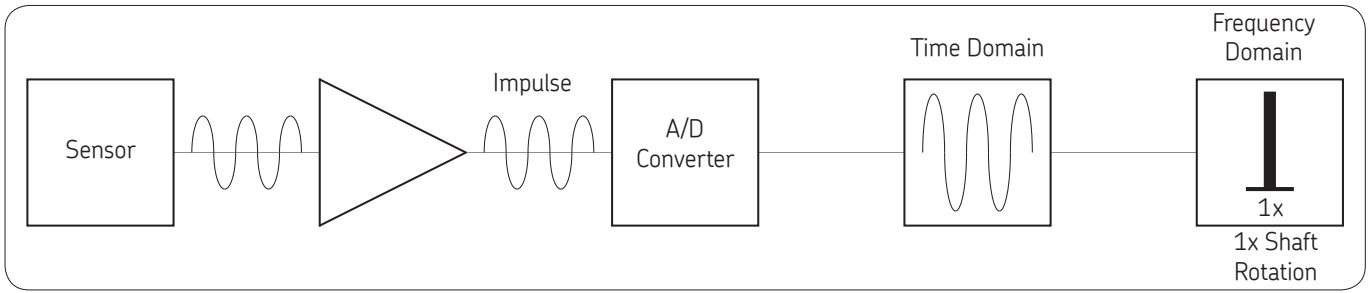 Sensor
Impulse
A/D
Converter
Time Domain
Frequency
Domain
1x
1x Shaft
Rotation